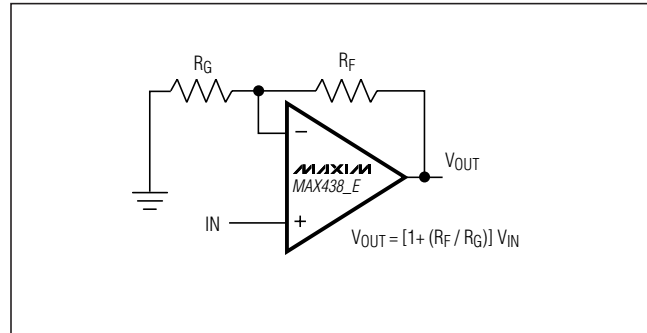 RG
RF
−
MAXIM
MAX438_E
VOUT
IN
+
VOUT = [1+ (RF / RG)] VIN